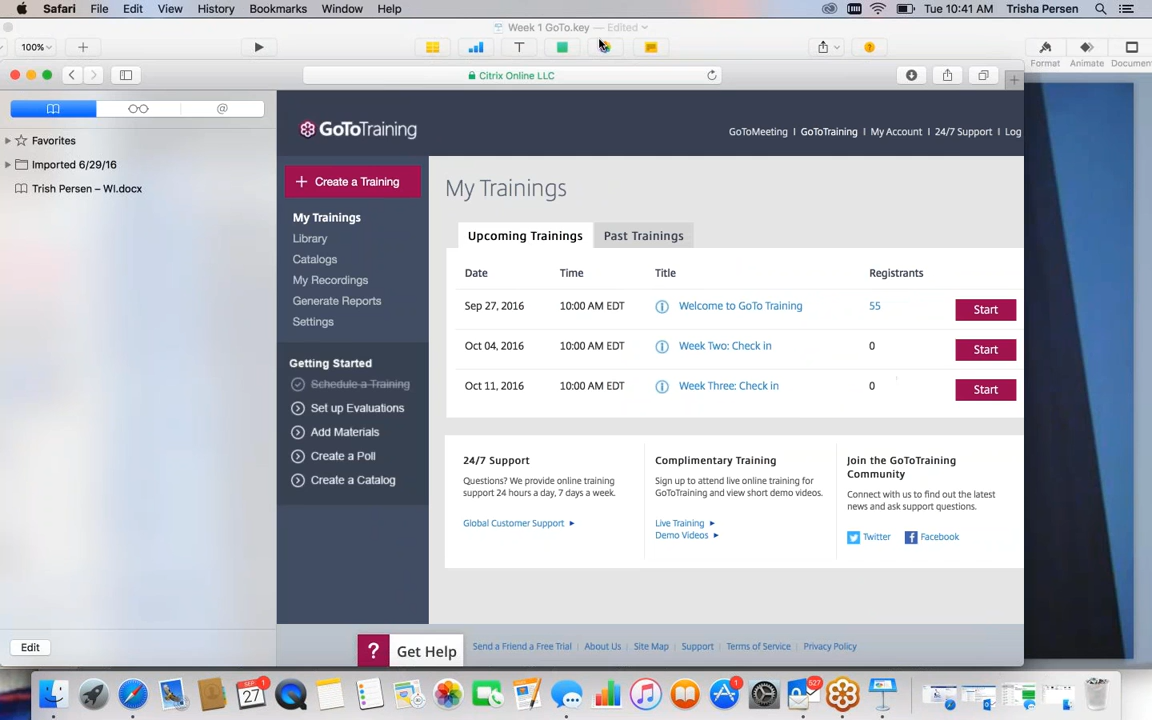 Safari File Edit View History Bookmarks Window Help Tue 10:41 AM Trisha Persen
Week 1 GoTo.key — Edited
100%
Format Animate Documen
Citrix Online LLC
Favorites
Imported 6/29/16
Trish Persen – WI.docx
Edit
GoToTraining
GoToMeeting I GoToTraining I My Account I 24/7 Support I Log
+ Create a Training
My Trainings
Library
Catalogs
My Recordings
Generate Reports
Settings
Getting Started
Schedule a Training
Set up Evaluations
Add Materials
Create a Poll
Create a Catalog
My Trainings
Upcoming Trainings Past Trainings
Date Time Title Registrants
Sep 27, 2016 10:00 AM EDT Welcome to GoTo Training 55 Start
Oct 04, 2016 10:00 AM EDT Week Two: Check in 0 Start
Oct 11, 2016 10:00 AM EDT Week Three: Check in 0 Start
24/7 Support
Questions? We provide online training
support 24 hours a day, 7 days a week.
Global Customer Support
Complimentary Training
Sign up to attend live online training for
GoToTraining and view short demo videos.
Live Training
Demo Videos
Join the GoToTraining
Community
Connect with us to find out the latest
news and ask support questions.
Twitter Facebook
? Get Help
Send a Friend a Free Trial About Us Site Map Support Terms of Service Privacy Policy
SEP
27
1
1
627